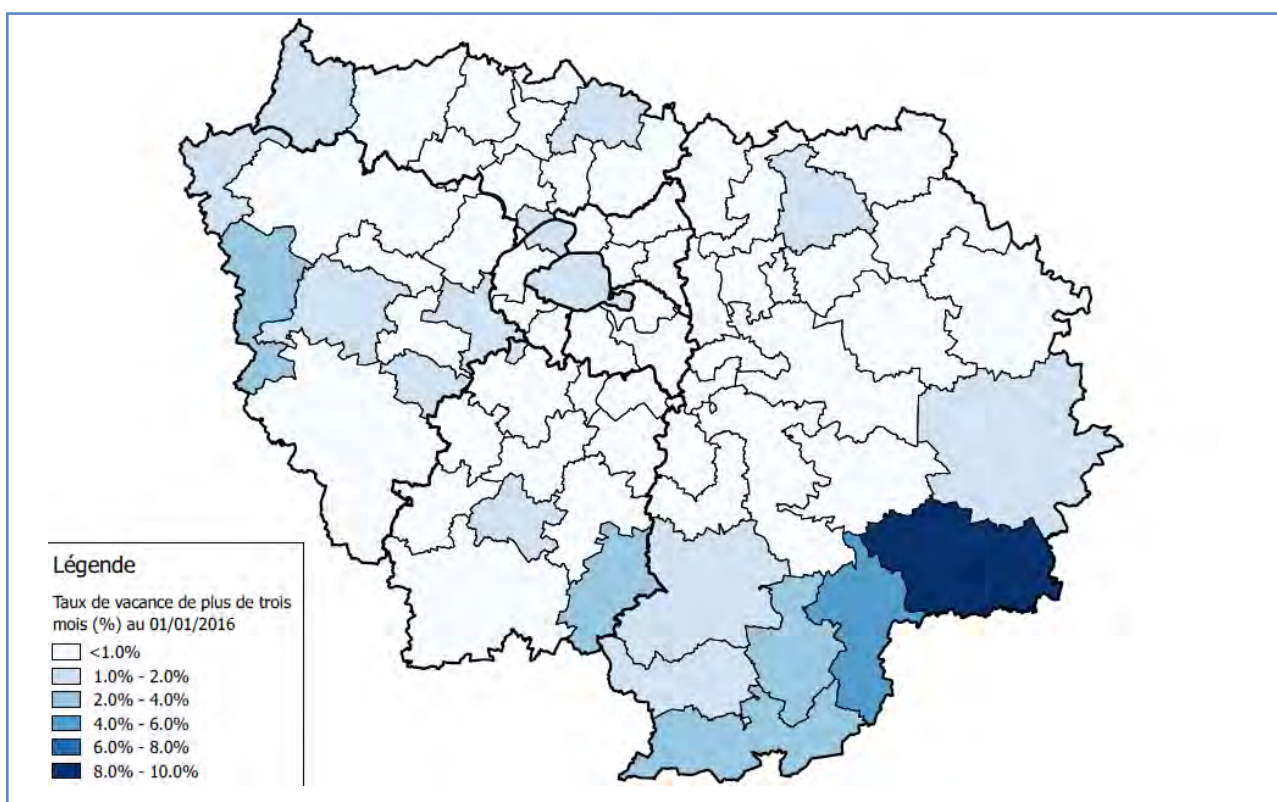 Légende
Taux de vacance de plus de trois
mois (%) au 01/01/2016
<1.0%
1.0% - 2.0%
2.0% - 4.0%
4.0% - 6.0%
6.0% - 8.0%
8.0% - 10.0%